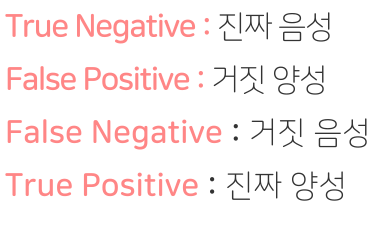 True Negative : 진짜 음성
False Positive : 거짓 양성
False Negative : 거짓 음성
True Positive : 진짜 양성